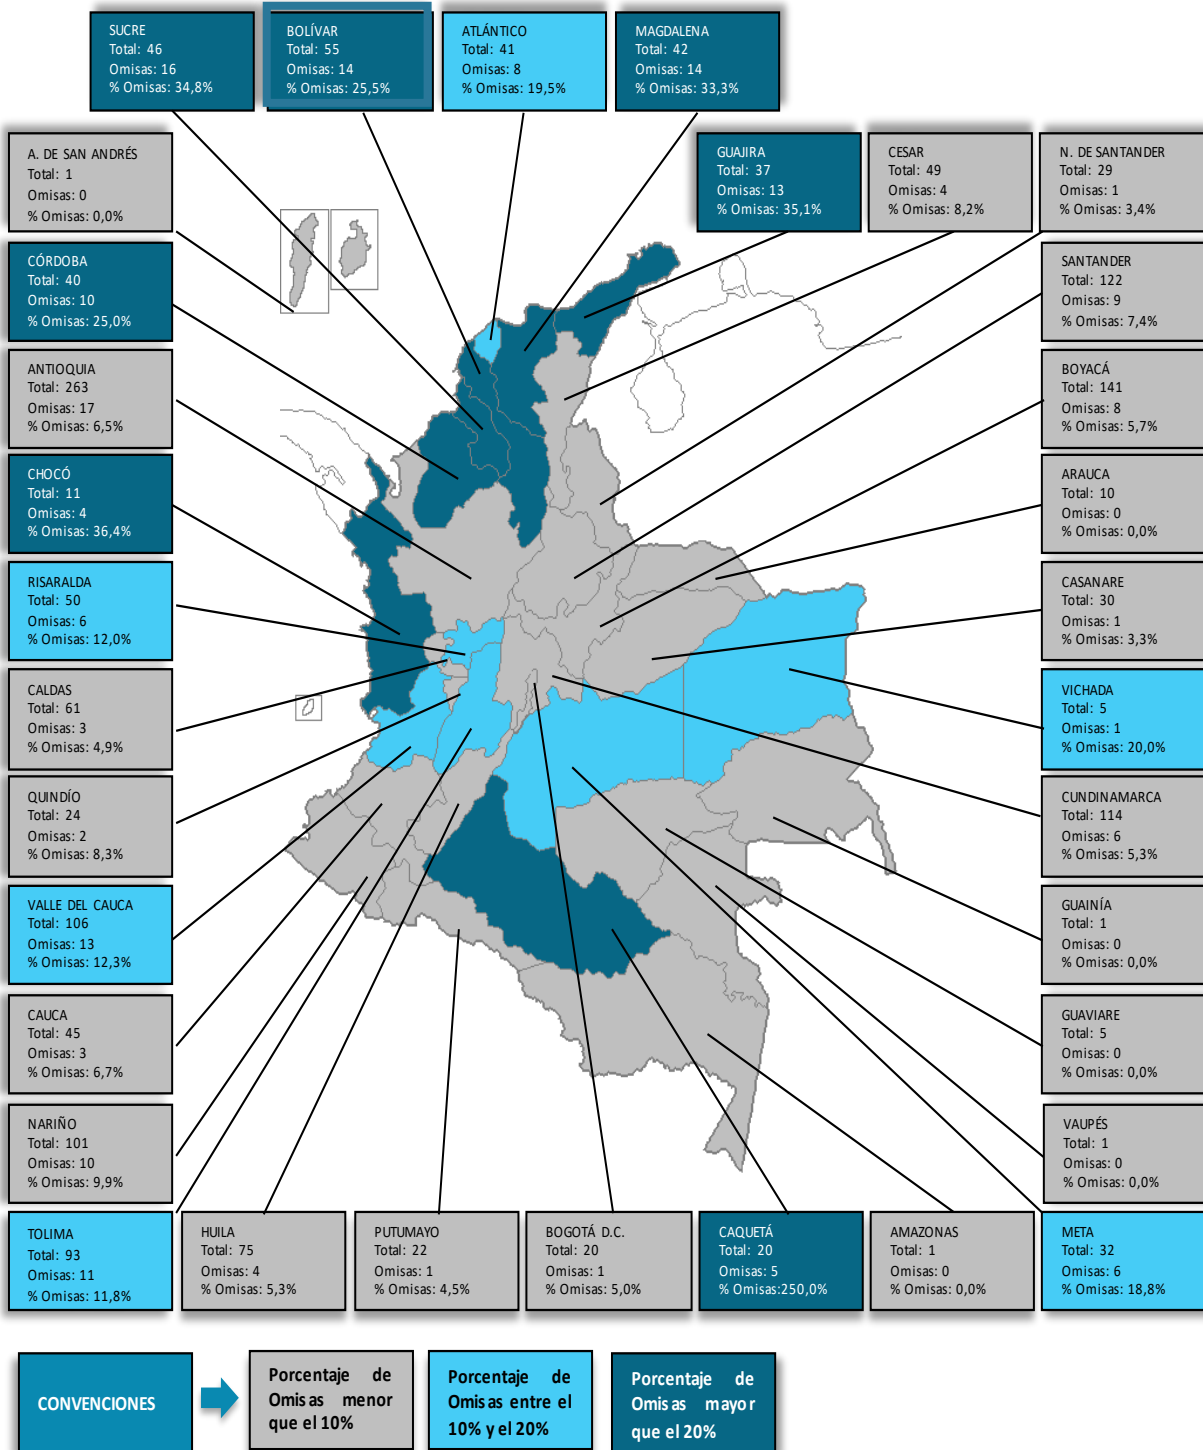 SUCRE
Total: 46
Omisas: 16
% Omisas: 34,8%
BOLÍVAR
Total: 55
Omisas: 14
% Omisas: 25,5%
ATLÁNTICO
Total: 41
Omisas: 8
% Omisas: 19,5%
MAGDALENA
Total: 42
Omisas: 14
% Omisas: 33,3%
A. DE SAN ANDRÉS
Total: 1
Omisas: 0
% Omisas: 0,0%
GUAJIRA
Total: 37
Omisas: 13
% Omisas: 35,1%
CESAR
Total: 49
Omisas: 4
% Omisas: 8,2%
N. DE SANTANDER
Total: 29
Omisas: 1
% Omisas: 3,4%
CÓRDOBA
Total: 40
Omisas: 10
% Omisas: 25,0%
SANTANDER
Total: 122
Omisas: 9
% Omisas: 7,4%
ANTIOQUIA
Total: 263
Omisas: 17
% Omisas: 6,5%
BOYACÁ
Total: 141
Omisas: 8
% Omisas: 5,7%
CHOCÓ
Total: 11
Omisas: 4
% Omisas: 36,4%
ARAUCA
Total: 10
Omisas: 0
% Omisas: 0,0%
RISARALDA
Total: 50
Omisas: 6
% Omisas: 12,0%
CASANARE
Total: 30
Omisas: 1
% Omisas: 3,3%
CALDAS
Total: 61
Omisas: 3
% Omisas: 4,9%
VICHADA
Total: 5
Omisas: 1
% Omisas: 20,0%
QUINDÍO
Total: 24
Omisas: 2
% Omisas: 8,3%
CUNDINAMARCA
Total: 114
Omisas: 6
% Omisas: 5,3%
VALLE DEL CAUCA
Total: 106
Omisas: 13
% Omisas: 12,3%
GUAINÍA
Total: 1
Omisas: 0
% Omisas: 0,0%
CAUCA
Total: 45
Omisas: 3
% Omisas: 6,7%
GUAVIARE
Total: 5
Omisas: 0
% Omisas: 0,0%
NARIÑO
Total: 101
Omisas: 10
% Omisas: 9,9%
VAUPÉS
Total: 1
Omisas: 0
% Omisas: 0,0%
TOLIMA
Total: 93
Omisas: 11
% Omisas: 11,8%
HUILA
Total: 75
Omisas: 4
% Omisas: 5,3%
PUTUMAYO
Total: 22
Omisas: 1
% Omisas: 4,5%
BOGOTÁ D.C.
Total: 20
Omisas: 1
% Omisas: 5,0%
CAQUETÁ
Total: 20
Omisas: 5
% Omisas:250,0%
AMAZONAS
Total: 1
Omisas: 0
% Omisas: 0,0%
META
Total: 32
Omisas: 6
% Omisas: 18,8%
CONVENCIONES
Porcentaje de
Omisas menor
que el 10%
Porcentaje de
Omisas entre el
10% y el 20%
Porcentaje de
Omisas mayor
que el 20%